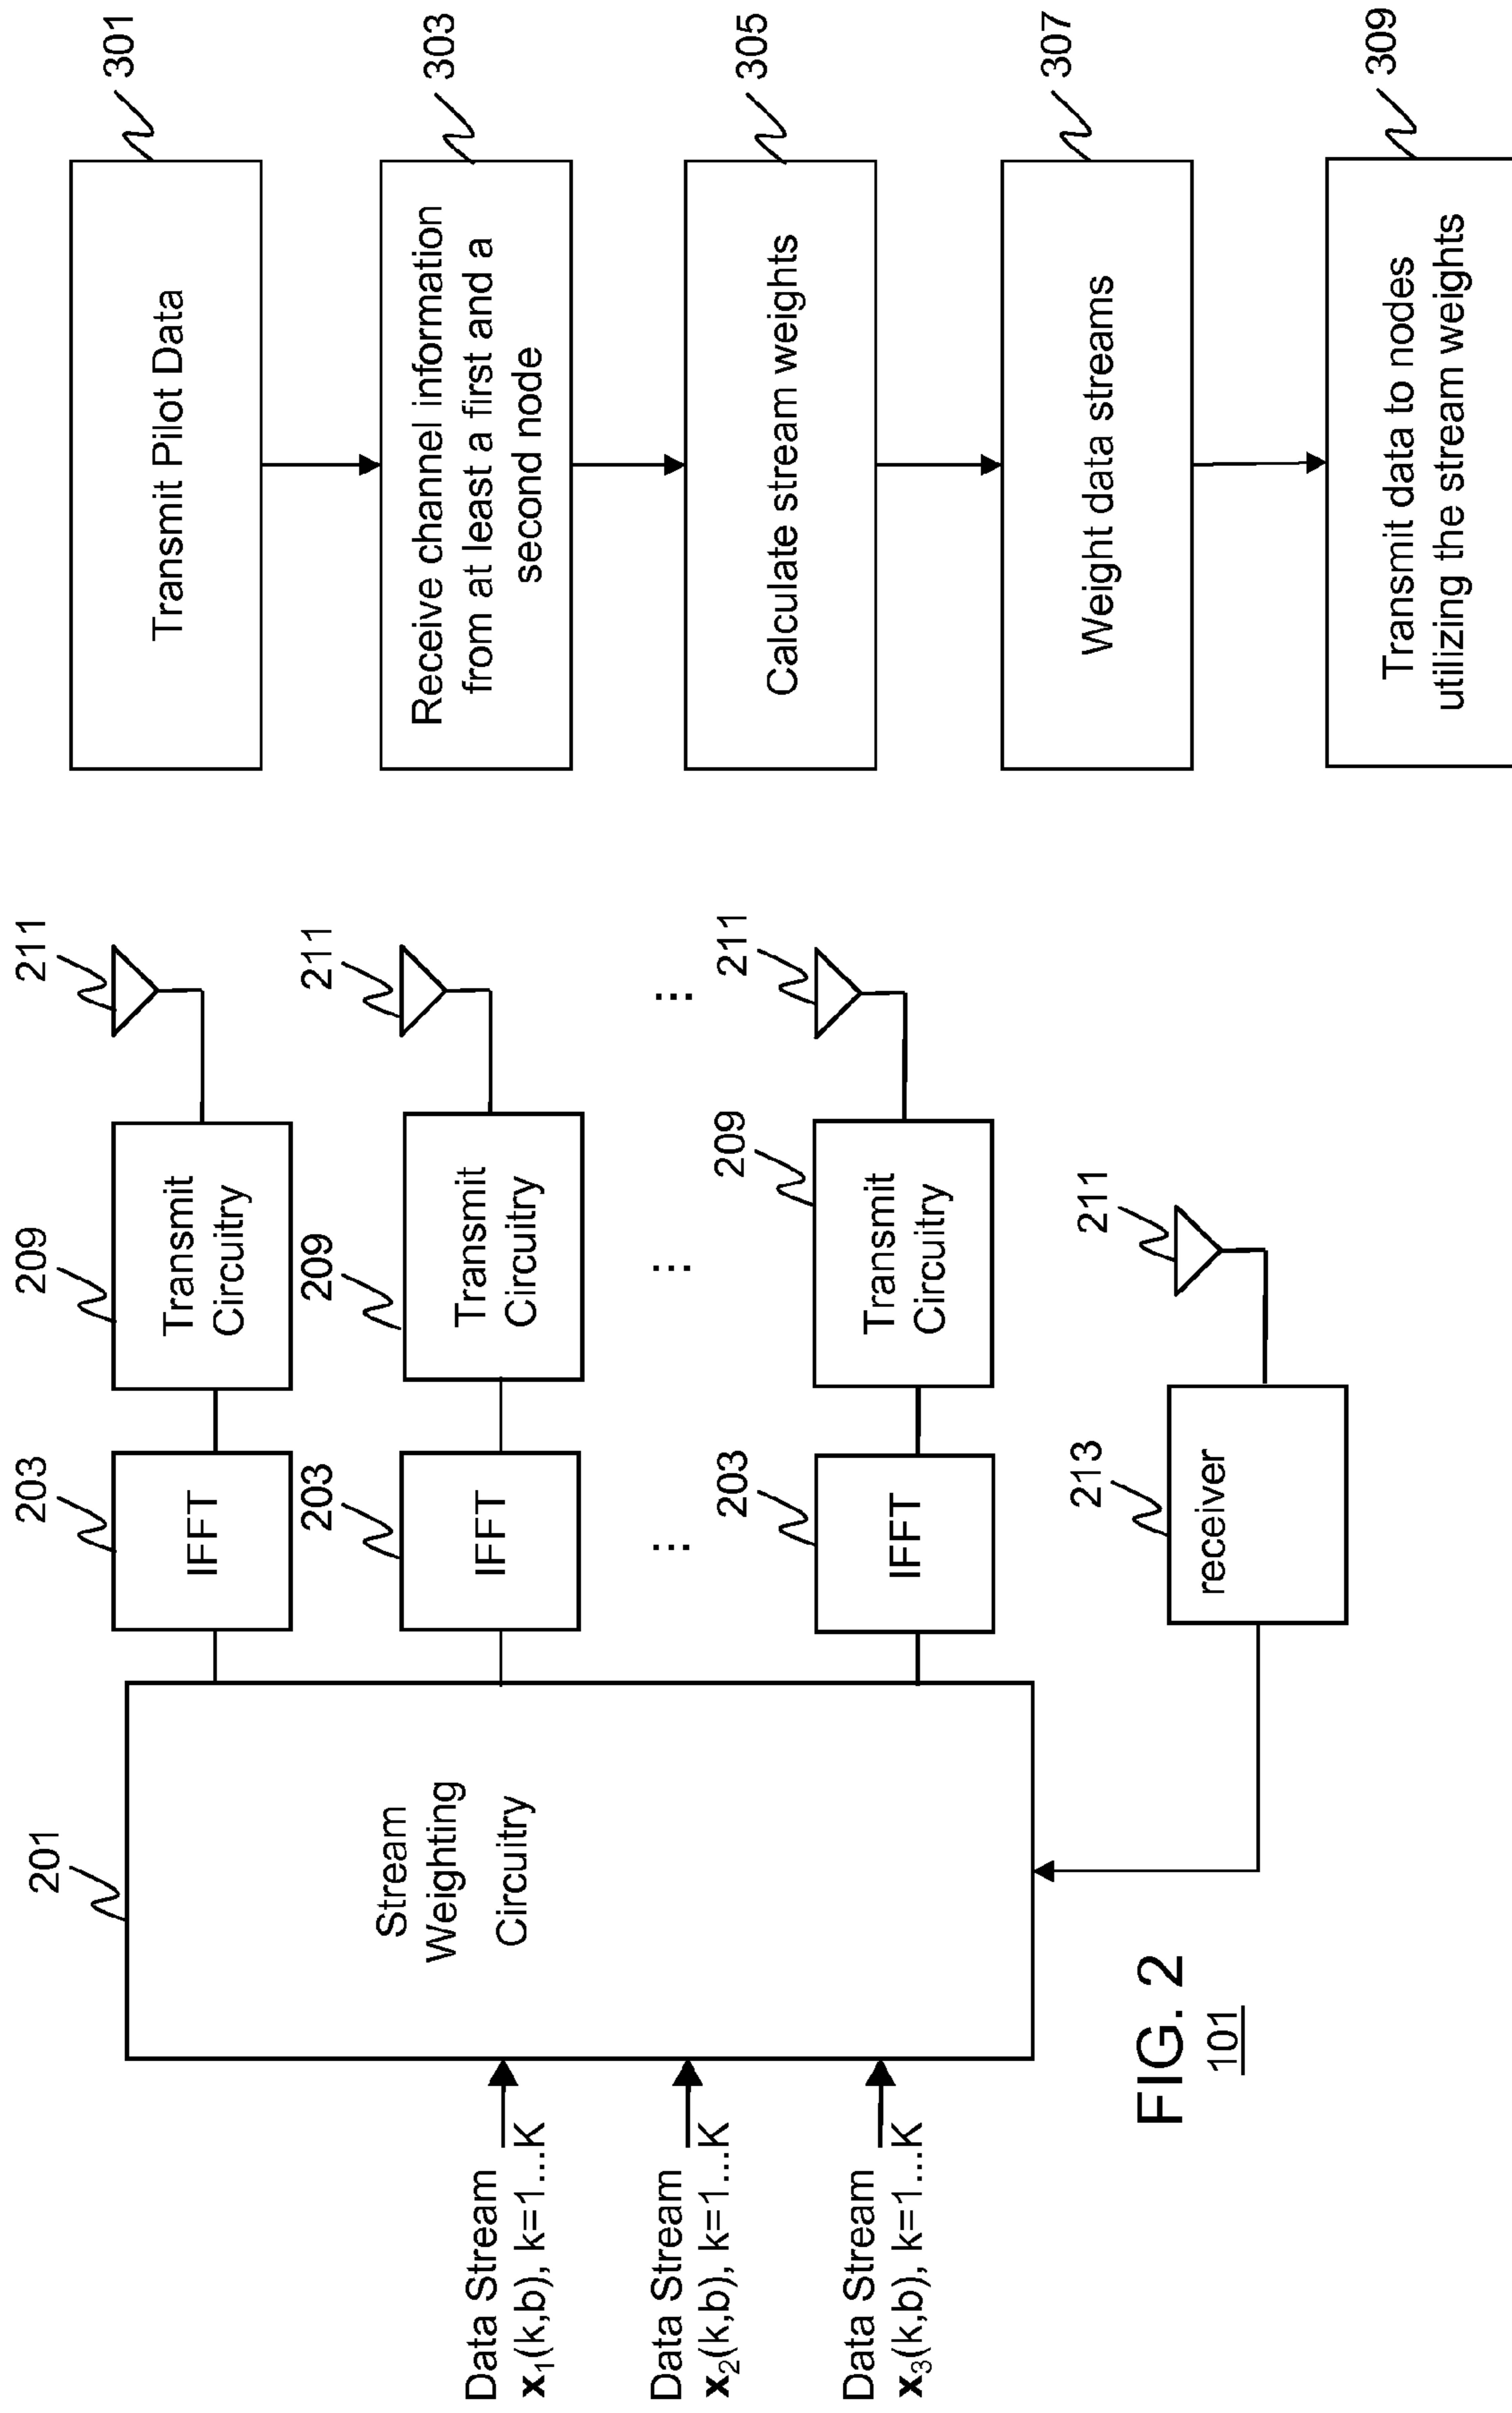 201
203
209
211
Stream
Weighting
Circuitry
IFFT
Transmit
Circuitry
203
209
211
IFFT
Transmit
Circuitry
...
...
...
203
209
211
IFFT
Transmit
Circuitry
Data Stream
x1(k,b), k=1...K
Data Stream
x2(k,b), k=1...K
Data Stream
x3(k,b), k=1...K
213
211
receiver
FIG. 2
101
Transmit Pilot Data
301
Receive channel information
from at least a first and a
second node
303
Calculate stream weights
305
Weight data streams
307
Transmit data to nodes
utilizing the stream weights
309